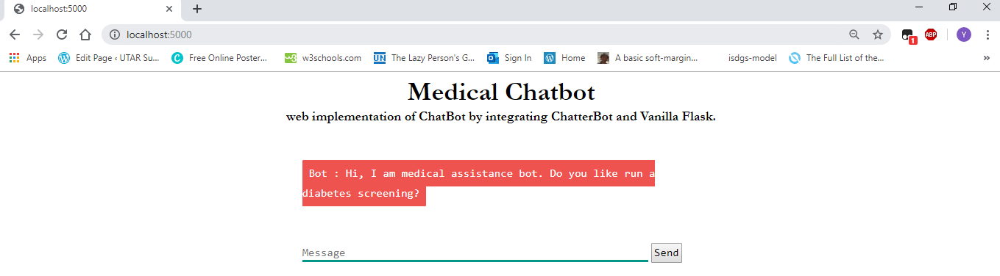 localhost:5000
localhost:5000
1 ABP Y
Apps Edit Page ‹ UTAR Su... Free Online Poster... w3schools.com UN The Lazy Person's G... Sign In Home A basic soft-margin... isdgs-model The Full List of the... »
Medical Chatbot
web implementation of ChatBot by integrating ChatterBot and Vanilla Flask.
Bot : Hi, I am medical assistance bot. Do you like run a
diabetes screening?
Message Send